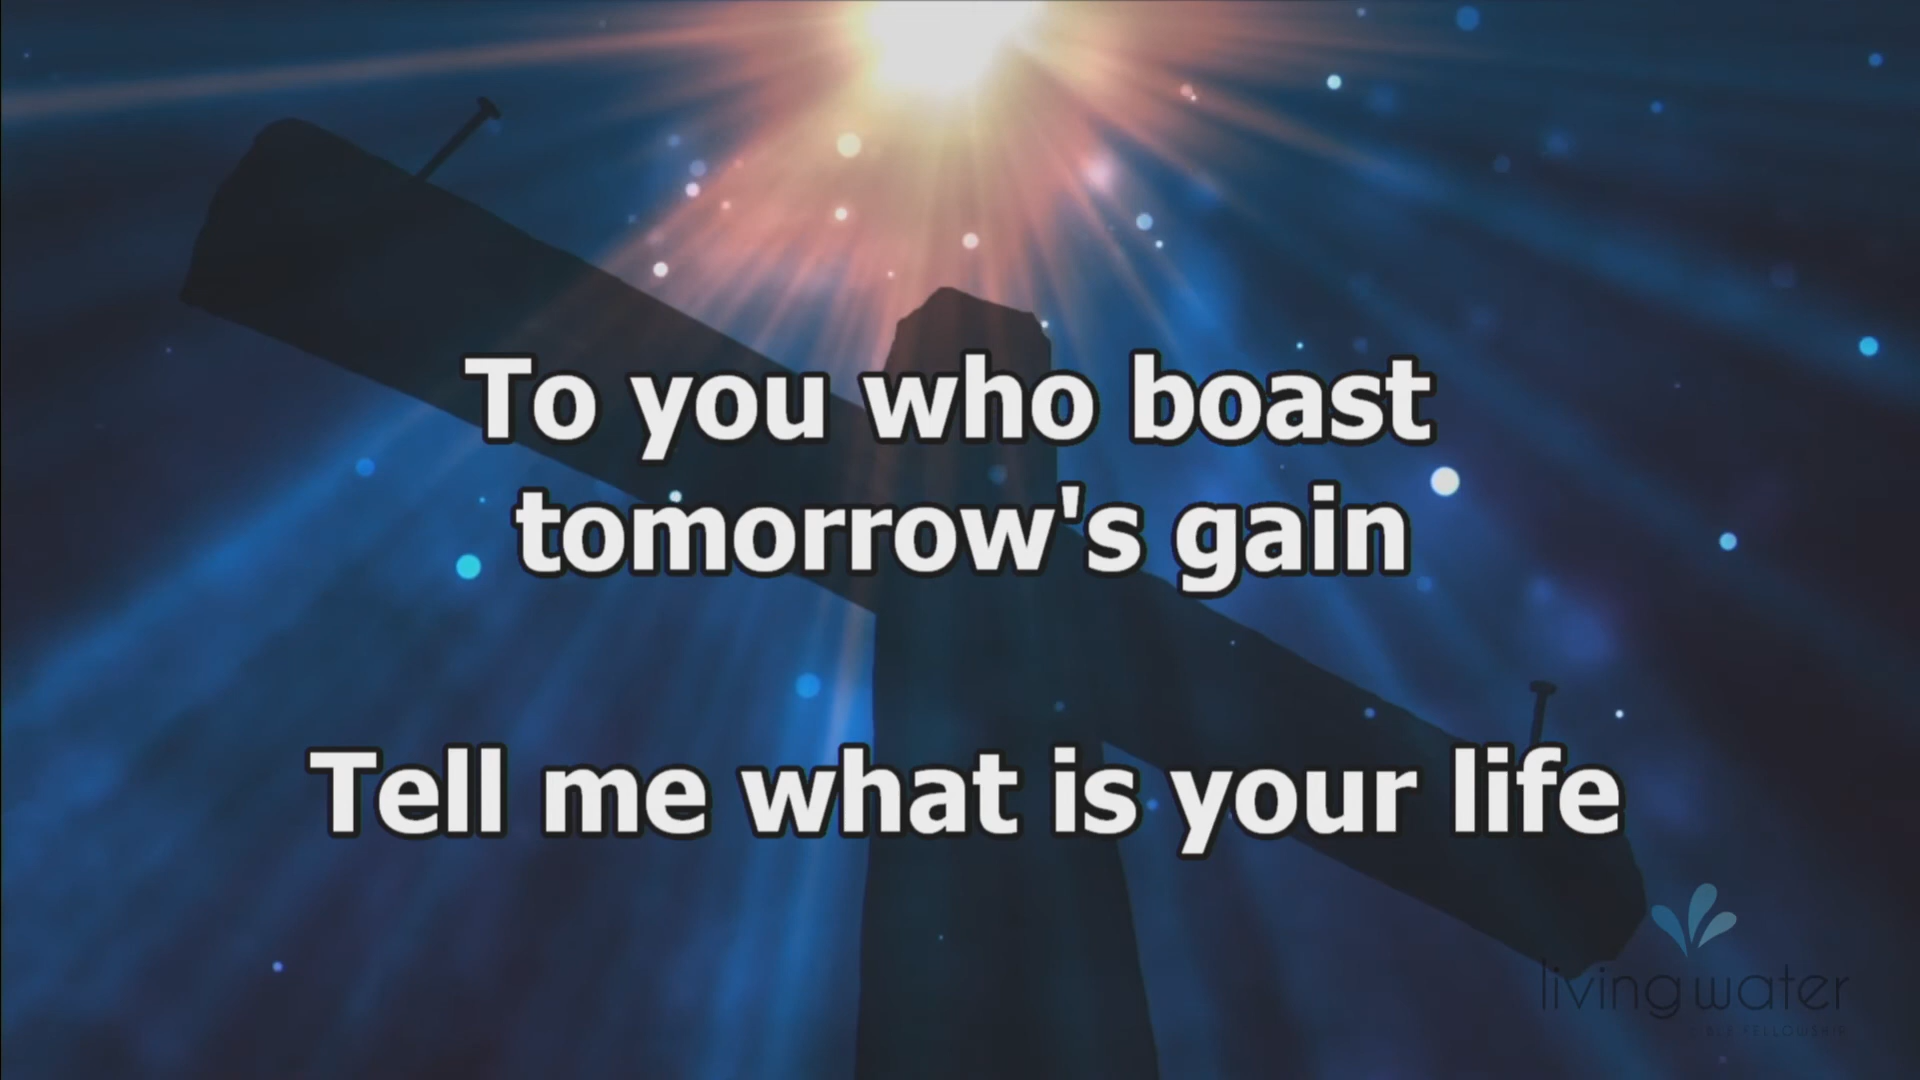 To you who boast
tomorrow's gain
Tell me what is your life
living water